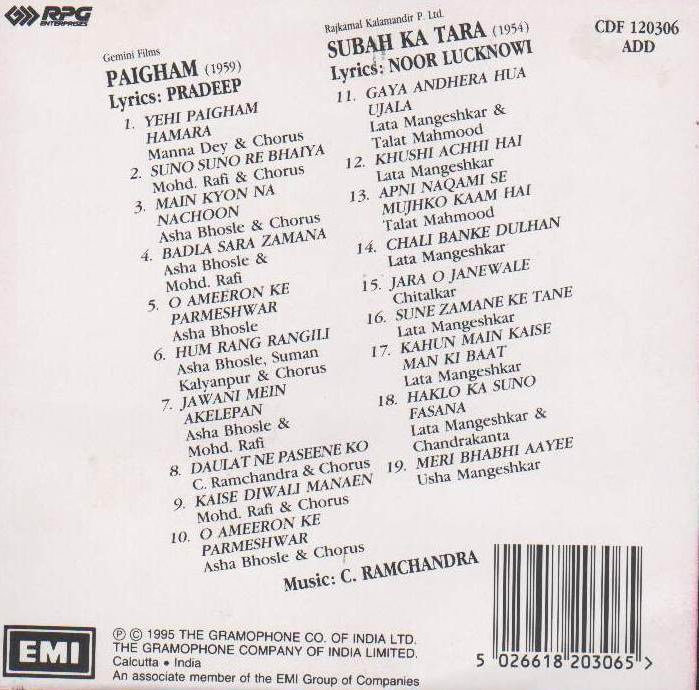 RPG
ENTERPRISES
CDF 120306
ADD
Gemini Films
PAIGHAM (1959)
Lyrics: PRADEEP
1. YEHI PAIGHAM
HAMARA
Manna Dey & Chorus
2. SUNO SUNO RE BHAIYA
Mohd. Rafi & Chorus
3. MAIN KYON NA
NACHOON
Asha Bhosle & Chorus
4. BADLA SARA ZAMANA
Asha Bhosle &
Mohd. Rafi
5. O AMEERON KE
PARMESHWAR
Asha Bhosle
6. HUM RANG RANGILI
Asha Bhosle, Suman
Kalyanpur & Chorus
7. JAWANI MEIN
AKELEPAN
Asha Bhosle &
Mohd. Rafi
8. DAULAT NE PASEENE KO
C. Ramchandra & Chorus
9. KAISE DIWALI MANAEN
Mohd. Rafi & Chorus
10. O AMEERON KE
PARMESHWAR
Asha Bhosle & Chorus
Rajkamal Kalamandir P. Ltd.
SUBAH KA TARA (1954)
Lyrics: NOOR LUCKNOWI
11. GAYA ANDHERA HUA
UJALA
Lata Mangeshkar &
Talat Mahmood
12. KHUSHI ACHHI HAI
Lata Mangeshkar
13. APNI NAQAMI SE
MUJHKO KAAM HAI
Talat Mahmood
14. CHALI BANKE DULHAN
Lata Mangeshkar
15. JARA O JANEWALE
Chitalkar
16. SUNE ZAMANE KE TANE
Lata Mangeshkar
17. KAHUN MAIN KAISE
MAN KI BAAT
Lata Mangeshkar
18. HAKLO KA SUNO
FASANA
Lata Mangeshkar &
Chandrakanta
19. MERI BHABHI AAYEE
Usha Mangeshkar
Music: C. RAMCHANDRA
EMI
Ⓟ © 1995 THE GRAMOPHONE CO. OF INDIA LTD.
THE GRAMOPHONE COMPANY OF INDIA LIMITED.
Calcutta • India
An associate member of the EMI Group of Companies
5 026618 203065 >